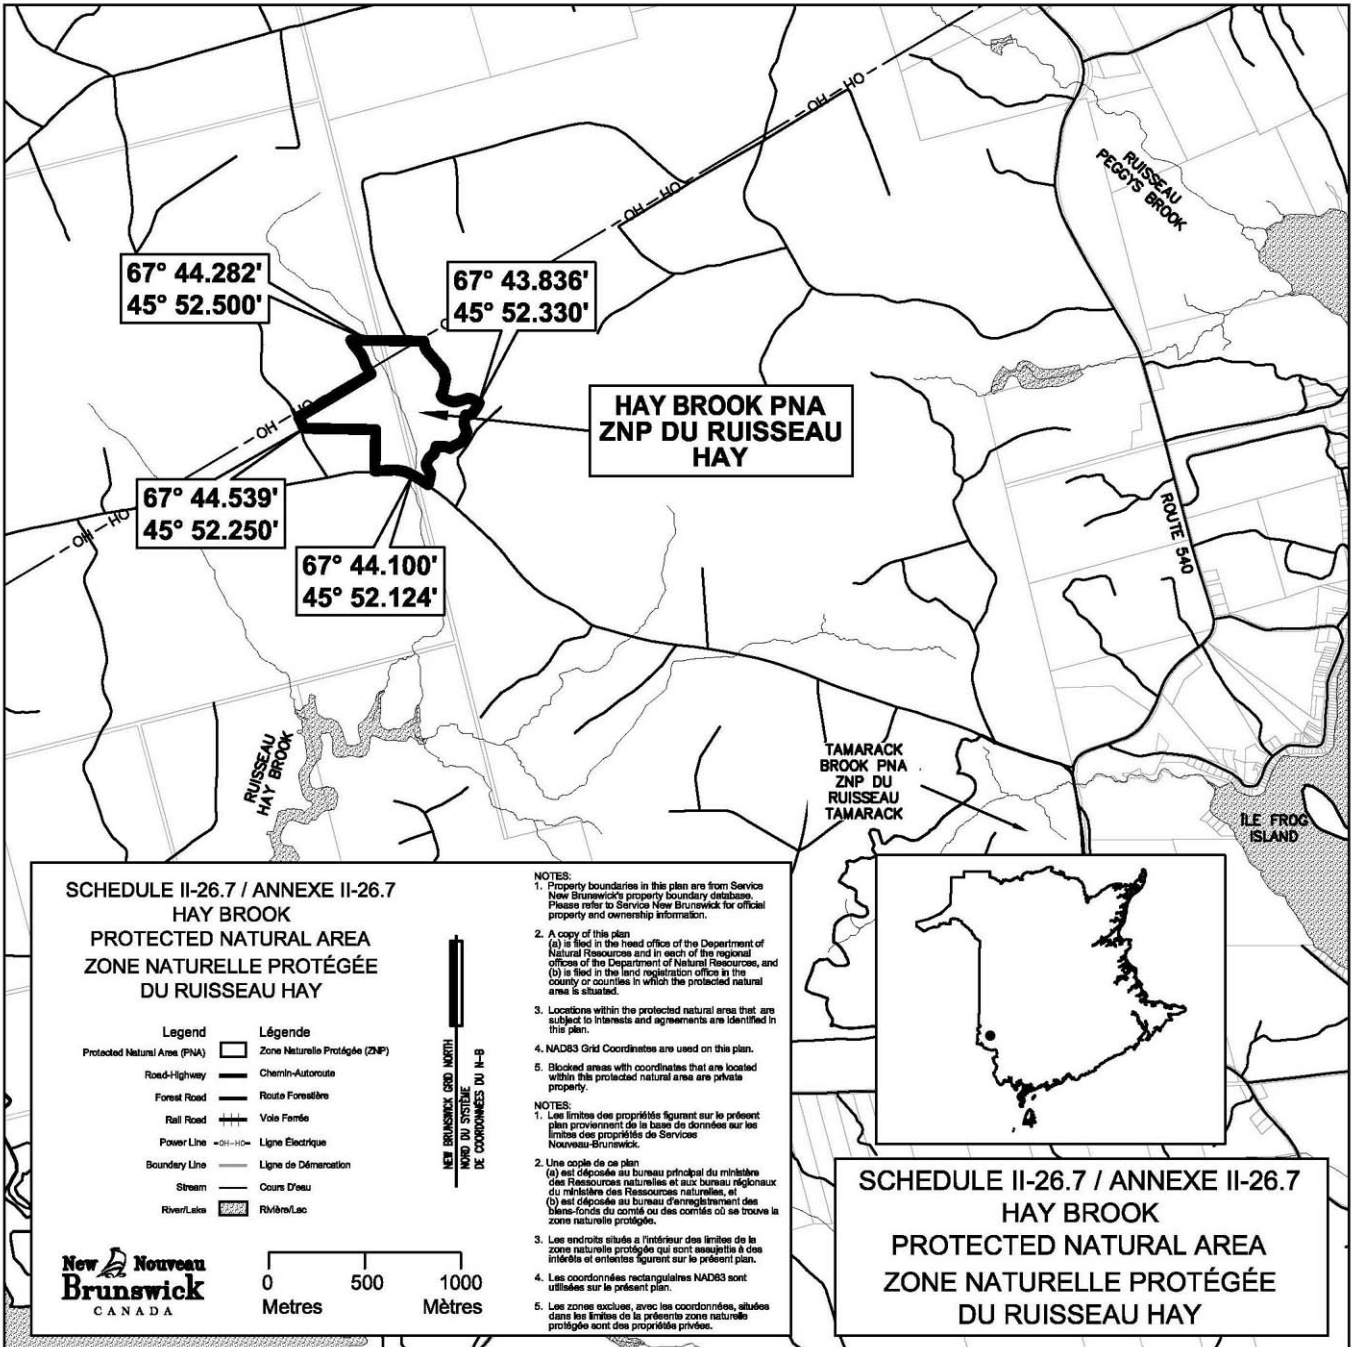 OH-HO
OH-HO
RUISSEAU
PEGGYS BROOK
67° 44.282'
45° 52.500'
67° 43.836'
45° 52.330'
HAY BROOK PNA
ZNP DU RUISSEAU
HAY
OH
HO
67° 44.539'
45° 52.250'
OH-HO
67° 44.100'
45° 52.124'
ROUTE 540
RUISSEAU
HAY BROOK
TAMARACK
BROOK PNA
ZNP DU
RUISSEAU
TAMARACK
ÎLE FROG
ISLAND
SCHEDULE II-26.7 / ANNEXE II-26.7
HAY BROOK
PROTECTED NATURAL AREA
ZONE NATURELLE PROTÉGÉE
DU RUISSEAU HAY
Legend Légende
Protected Natural Area (PNA) Zone Naturelle Protégée (ZNP)
Road-Highway Chemin-Autoroute
Forest Road Route Forestière
Rail Road Voie Ferrée
Power Line -OH-HO- Ligne Électrique
Boundary Line Ligne de Démarcation
Stream Cours D'eau
River/Lake Rivière/Lac
NEW BRUNSWICK GRID NORTH
NORD DU SYSTÈME
DE COORDONNÉES DU N-B
New Nouveau
Brunswick
CANADA
0 500 1000
Metres Mètres
NOTES:
1. Property boundaries in this plan are from Service
New Brunswick's property boundary database.
Please refer to Service New Brunswick for official
property and ownership information.
2. A copy of this plan
(a) is filed in the head office of the Department of
Natural Resources and in each of the regional
offices of the Department of Natural Resources, and
(b) is filed in the land registration office in the
county or counties in which the protected natural
area is situated.
3. Locations within the protected natural area that are
subject to interests and agreements are identified in
this plan.
4. NAD83 Grid Coordinates are used on this plan.
5. Blocked areas with coordinates that are located
within this protected natural area are private
property.
NOTES:
1. Les limites des propriétés figurant sur le présent
plan proviennent de la base de données sur les
limites des propriétés de Services
Nouveau-Brunswick.
2. Une copie de ce plan
(a) est déposée au bureau principal du ministère
des Ressources naturelles et aux bureau régionaux
du ministère des Ressources naturelles, et
(b) est déposée au bureau d'enregistrement des
biens-fonds du comté ou des comtés où se trouve la
zone naturelle protégée.
3. Les endroits situés a l'intérieur des limites de la
zone naturelle protégée qui sont assujettis à des
intérêts et ententes figurent sur le présent plan.
4. Les coordonnées rectangulaires NAD83 sont
utilisées sur le présent plan.
5. Les zones exclues, avec les coordonnées, situées
dans les limites de la présente zone naturelle
protégée sont des propriétés privées.
SCHEDULE II-26.7 / ANNEXE II-26.7
HAY BROOK
PROTECTED NATURAL AREA
ZONE NATURELLE PROTÉGÉE
DU RUISSEAU HAY